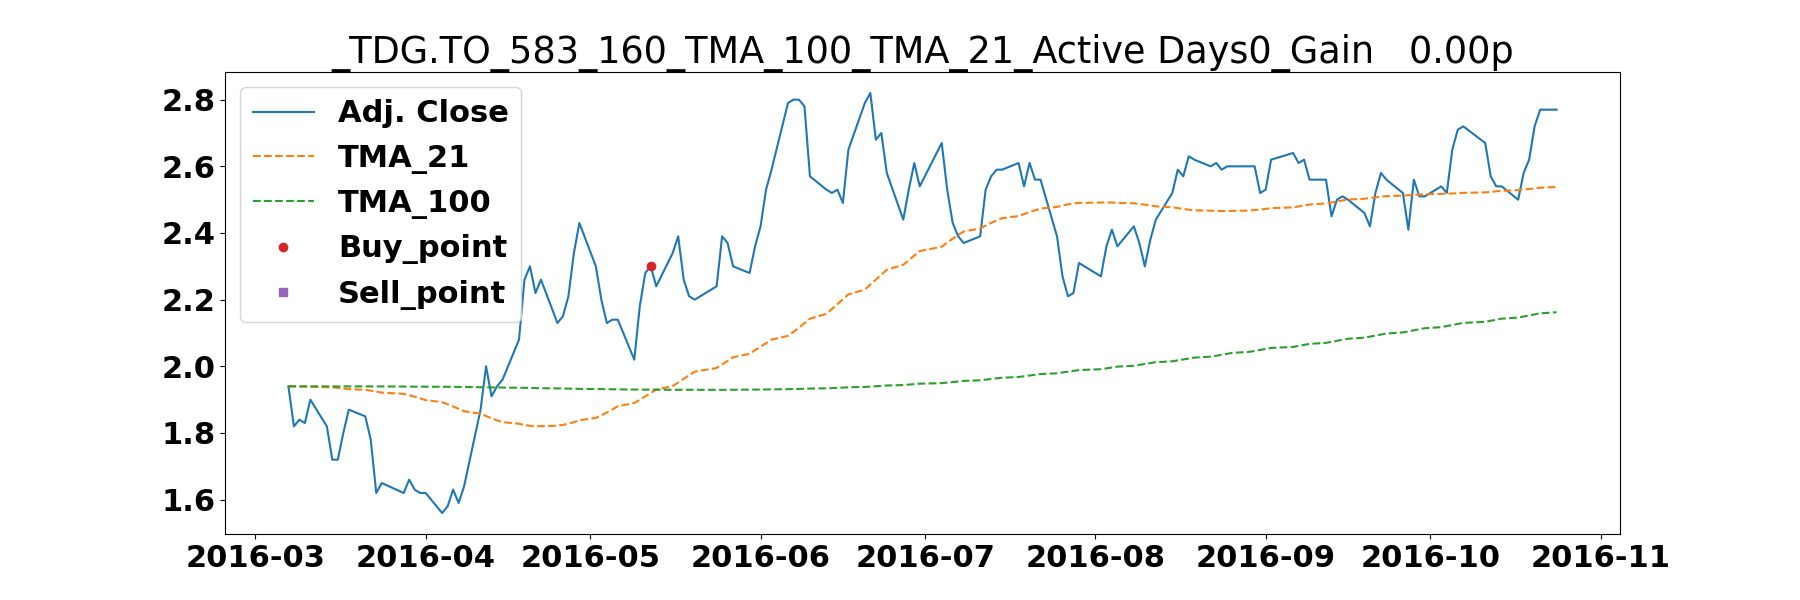 _TDG.TO_583_160_TMA_100_TMA_21_Active Days0_Gain   0.00p
Adj. Close
TMA_21
TMA_100
Buy_point
Sell_point
2.8
2.6
2.4
2.2
2.0
1.8
1.6
2016-03 2016-04 2016-05 2016-06 2016-07 2016-08 2016-09 2016-10 2016-11